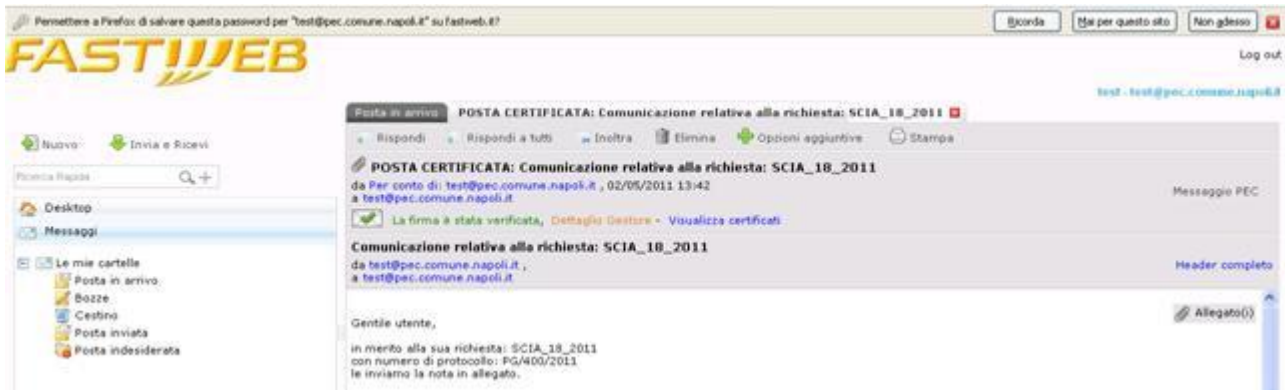 Permettere a Firefox di salvare questa password per "test@pec.comune.napoli.it" su fastweb.it?
Ricorda
Mai per questo sito
Non adesso
FASTWEB
Log out
test - test@pec.comune.napoli.it
Posta in arrivo
POSTA CERTIFICATA: Comunicazione relativa alla richiesta: SCIA_18_2011
Nuovo
Invia e Ricevi
Rispondi
Rispondi a tutti
Inoltra
Elimina
Opzioni aggiuntive
Stampa
Ricerca Rapida
POSTA CERTIFICATA: Comunicazione relativa alla richiesta: SCIA_18_2011
da Per conto di: test@pec.comune.napoli.it , 02/05/2011 13:42
a test@pec.comune.napoli.it
Messaggio PEC
La firma è stata verificata, Dettaglio Gestore - Visualizza certificati
Desktop
Messaggi
Le mie cartelle
Posta in arrivo
Bozze
Cestino
Posta inviata
Posta indesiderata
Comunicazione relativa alla richiesta: SCIA_18_2011
da test@pec.comune.napoli.it ,
a test@pec.comune.napoli.it
Header completo
Allegato(i)
Gentile utente,
in merito alla sua richiesta: SCIA_18_2011
con numero di protocollo: PG/400/2011
le inviamo la nota in allegato.